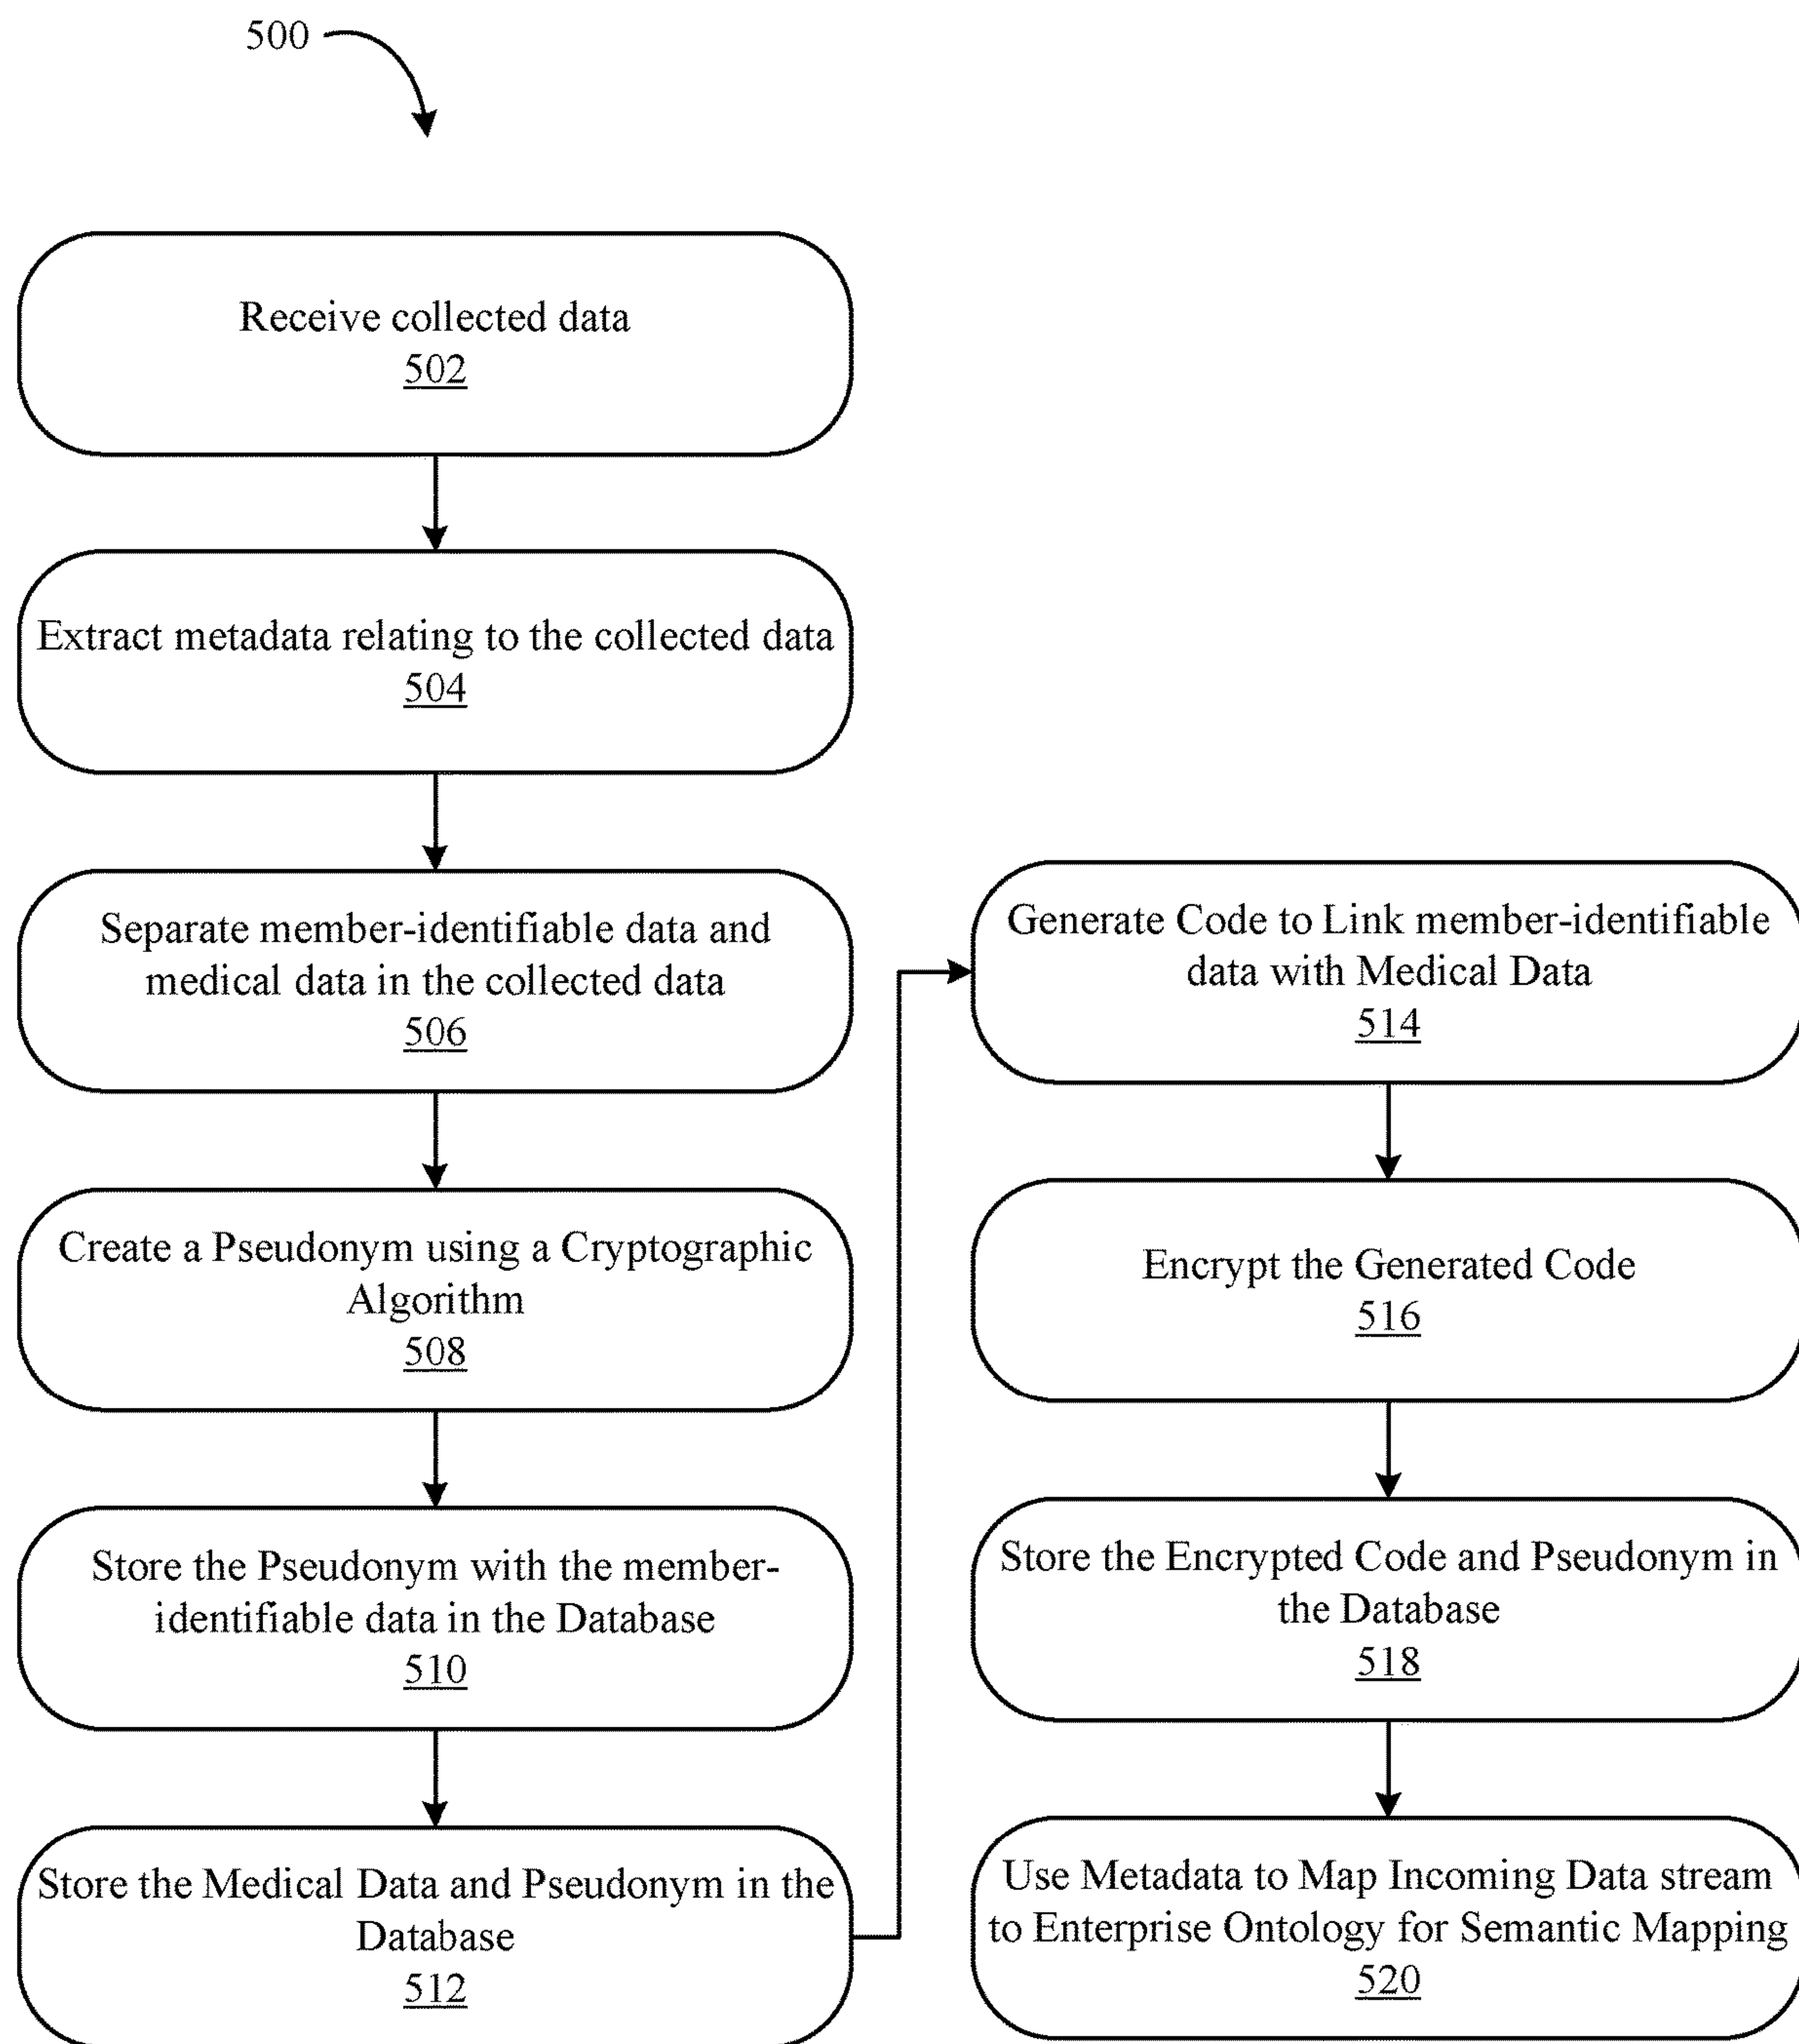 500
Receive collected data
502
Extract metadata relating to the collected data
504
Separate member-identifiable data and
medical data in the collected data
506
Create a Pseudonym using a Cryptographic
Algorithm
508
Store the Pseudonym with the member-
identifiable data in the Database
510
Store the Medical Data and Pseudonym in the
Database
512
Generate Code to Link member-identifiable
data with Medical Data
514
Encrypt the Generated Code
516
Store the Encrypted Code and Pseudonym in
the Database
518
Use Metadata to Map Incoming Data stream
to Enterprise Ontology for Semantic Mapping
520